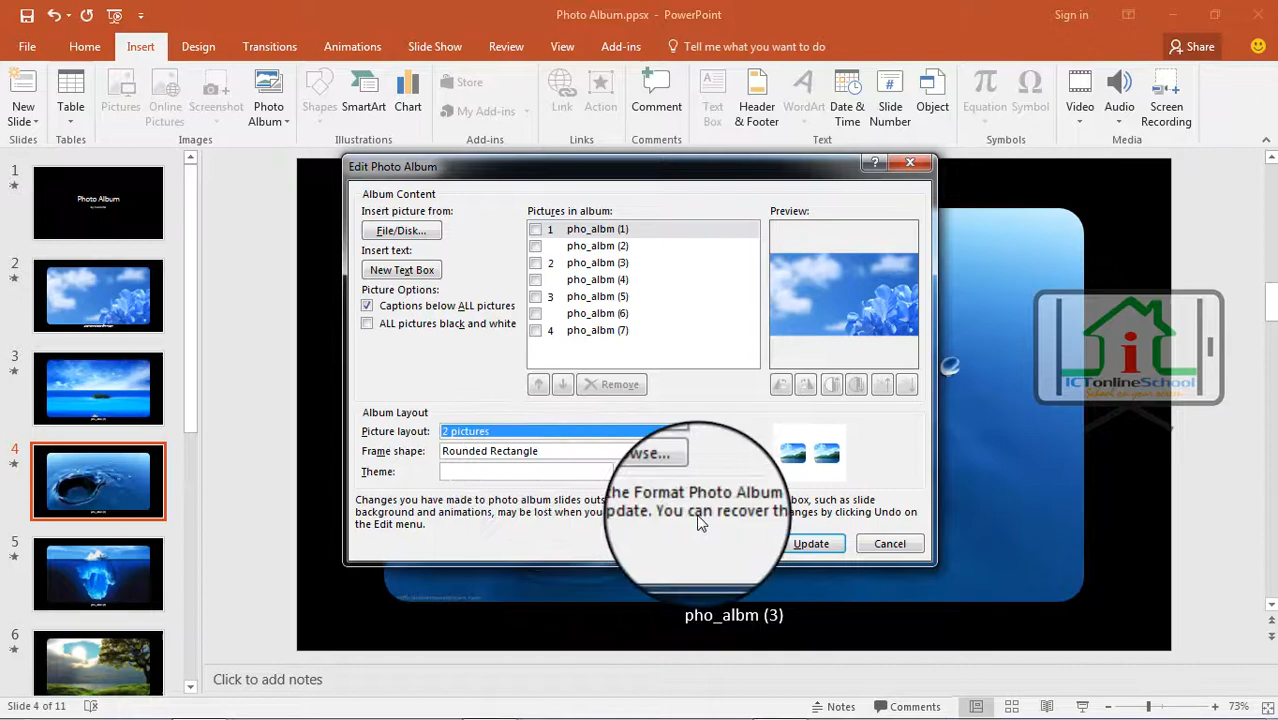 Photo Album.ppsx - PowerPoint
Sign in
File
Home
Insert
Design
Transitions
Animations
Slide Show
Review
View
Add-ins
Tell me what you want to do
Share
New
Slide
Table
Pictures
Online
Pictures
Screenshot
Photo
Album
Shapes
SmartArt
Chart
Store
My Add-ins
Link
Action
Comment
Text
Box
Header
& Footer
WordArt
Date &
Time
Slide
Number
Object
Equation
Symbol
Video
Audio
Screen
Recording
Slides
Tables
Images
Illustrations
Add-ins
Links
Comments
Text
Symbols
Media
1
Photo Album
2
3
4
5
6
Edit Photo Album
Album Content
Insert picture from:
File/Disk...
Insert text:
New Text Box
Picture Options:
Captions below ALL pictures
ALL pictures black and white
Pictures in album:
1 pho_albm (1)
pho_albm (2)
2 pho_albm (3)
pho_albm (4)
3 pho_albm (5)
pho_albm (6)
4 pho_albm (7)
Remove
Preview:
Album Layout
Picture layout: 2 pictures
Frame shape: Rounded Rectangle
Theme:
wse...
Changes you have made to photo album slides outs the Format Photo Album box, such as slide
background and animations, may be lost when you pdate. You can recover th anges by clicking Undo on
the Edit menu.
Update
Cancel
i
ICTonlineSchool
pho_albm (3)
Click to add notes
Slide 4 of 11
Notes
Comments
73%